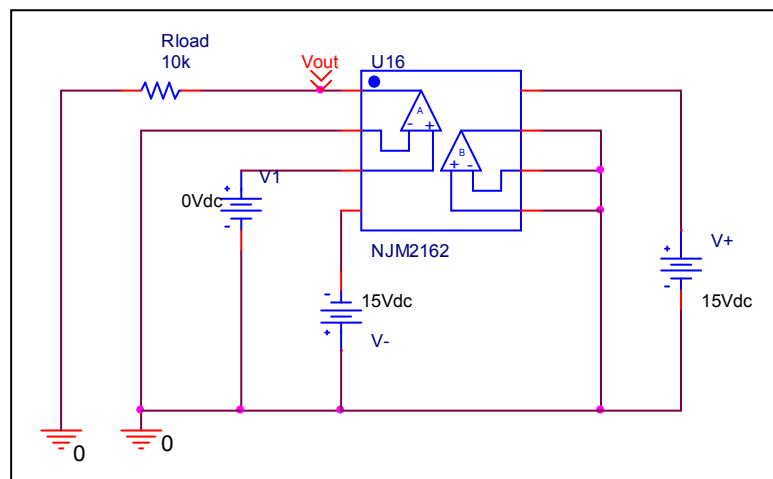 Rload
10k
Vout
U16
A
- +
B
+ -
+
V1
0Vdc
-
NJM2162
-
15Vdc
+
V-
V+
+
-
15Vdc
0
0